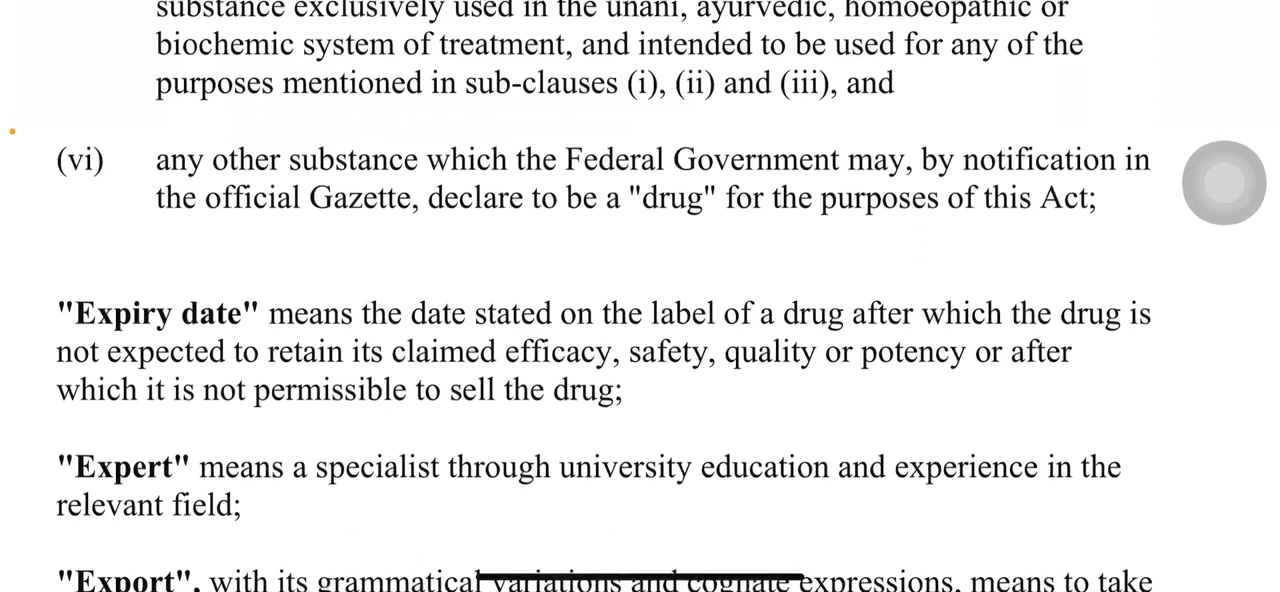 substance exclusively used in the unani, ayurvedic, homoeopathic or
biochemic system of treatment, and intended to be used for any of the
purposes mentioned in sub-clauses (i), (ii) and (iii), and
(vi) any other substance which the Federal Government may, by notification in
the official Gazette, declare to be a "drug" for the purposes of this Act;
"Expiry date" means the date stated on the label of a drug after which the drug is
not expected to retain its claimed efficacy, safety, quality or potency or after
which it is not permissible to sell the drug;
"Expert" means a specialist through university education and experience in the
relevant field;
"Export", with its grammatical variations and cognate expressions, means to take